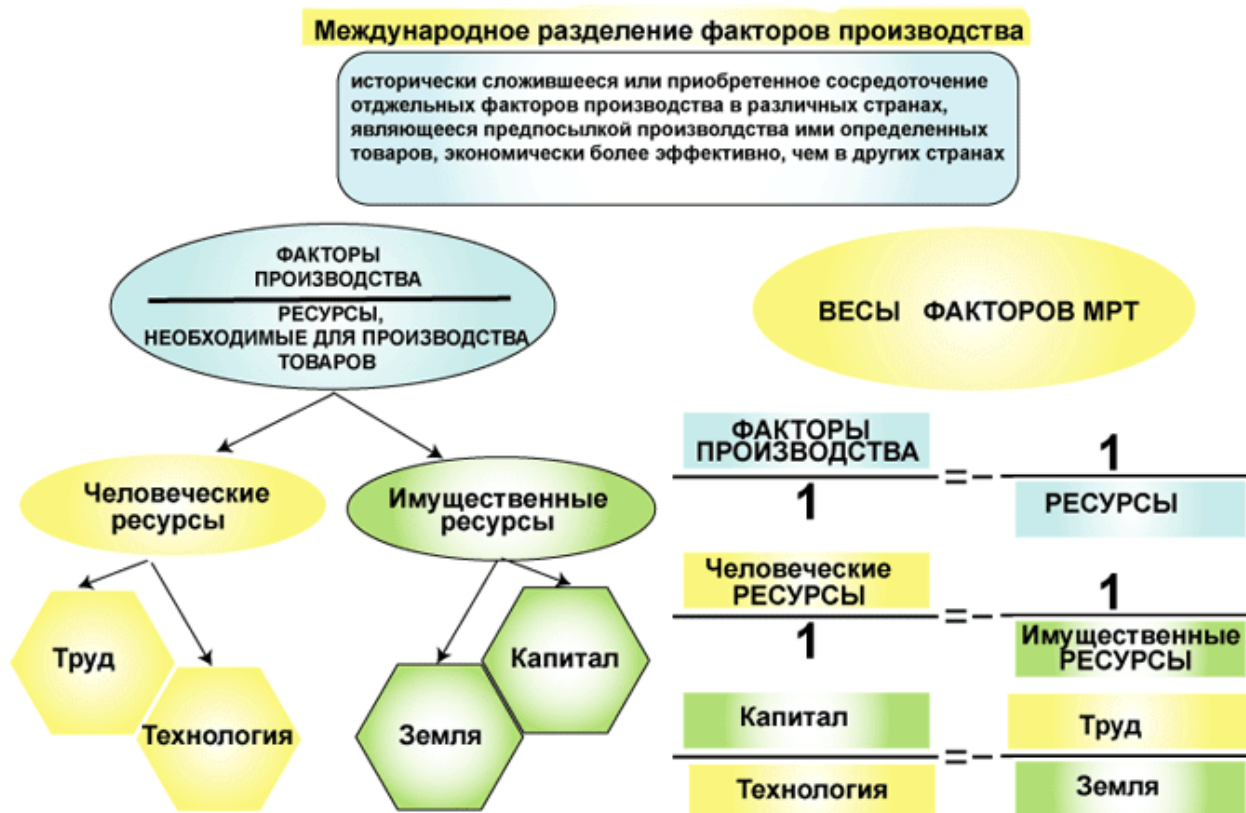 Международное разделение факторов производства
исторически сложившееся или приобретенное сосредоточение
отджельных факторов производства в различных странах,
являющееся предпосылкой произволдства ими определенных
товаров, экономически более эффективно, чем в других странах
ФАКТОРЫ
ПРОИЗВОДСТВА
РЕСУРСЫ,
НЕОБХОДИМЫЕ ДЛЯ ПРОИЗВОДСТВА
ТОВАРОВ
Человеческие
ресурсы
Имущественные
ресурсы
Труд
Технология
Земля
Капитал
ВЕСЫ ФАКТОРОВ МРТ
ФАКТОРЫ
ПРОИЗВОДСТВА
1
=-
1
РЕСУРСЫ
Человеческие
РЕСУРСЫ
1
=-
1
Имущественные
РЕСУРСЫ
Капитал
Технология
=-
Труд
Земля